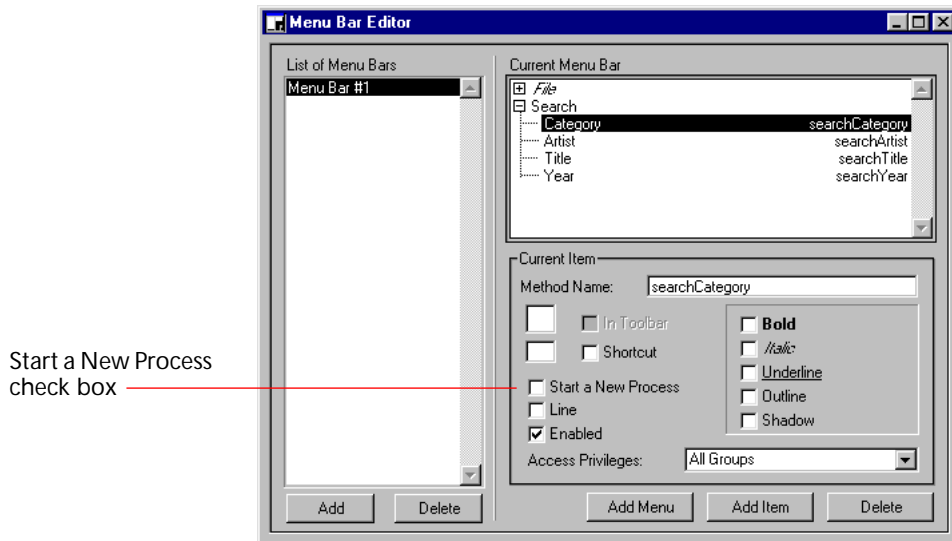 Menu Bar Editor
List of Menu Bars
Menu Bar #1
Add Delete
Current Menu Bar
File
Search
Category searchCategory
Artist searchArtist
Title searchTitle
Year searchYear
Current Item
Method Name: searchCategory
In Toolbar
Shortcut
Start a New Process
Line
Enabled
Bold
Italic
Underline
Outline
Shadow
Access Privileges: All Groups
Add Menu Add Item Delete
Start a New Process
check box